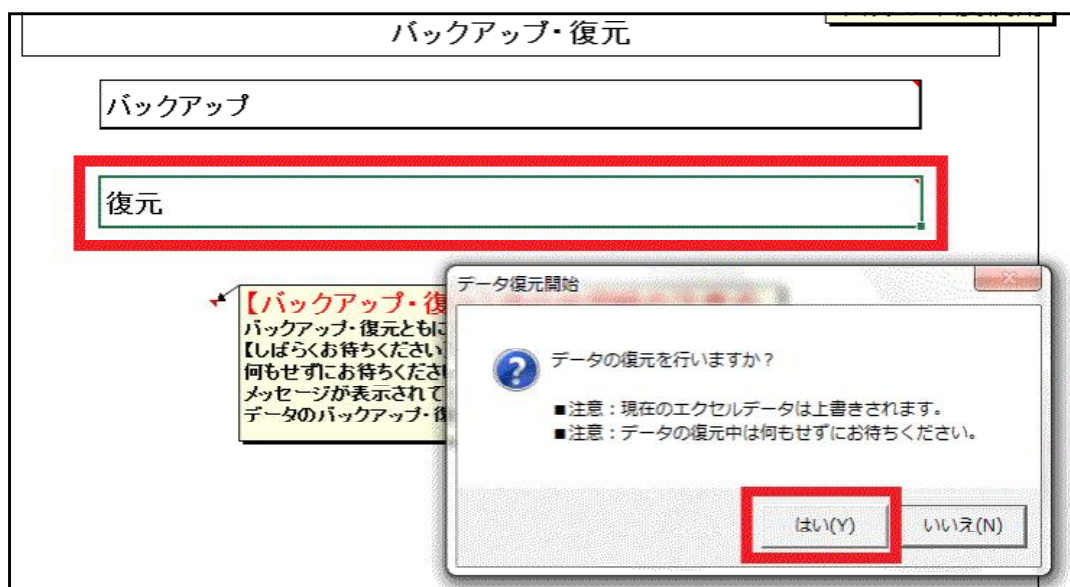 バックアップ・復元
バックアップ
復元
データ復元開始
【バックアップ・復
バックアップ・復元ともに
【しばらくお待ちください
何もせずにお待ちくださ
メッセージが表示されて
データのバックアップ・復
データの復元を行いますか？
■注意：現在のエクセルデータは上書きされます。
■注意：データの復元中は何もせずにお待ちください。
はい(Y)
いいえ(N)